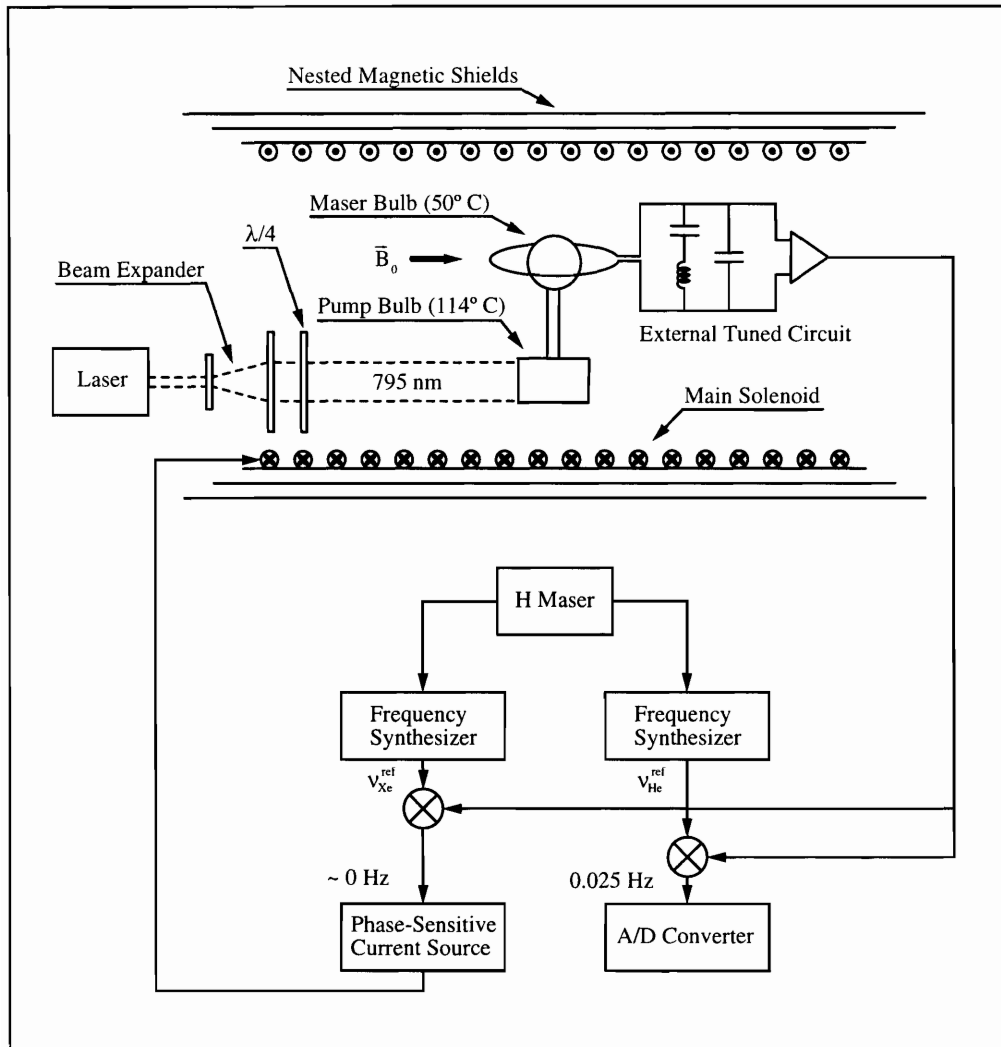 Nested Magnetic Shields
Maser Bulb (50° C)
λ/4
Beam Expander
B⃗₀
Pump Bulb (114° C)
External Tuned Circuit
Laser
795 nm
Main Solenoid
H Maser
Frequency
Synthesizer
Frequency
Synthesizer
ν_Xe^ref
ν_He^ref
~ 0 Hz
0.025 Hz
Phase-Sensitive
Current Source
A/D Converter